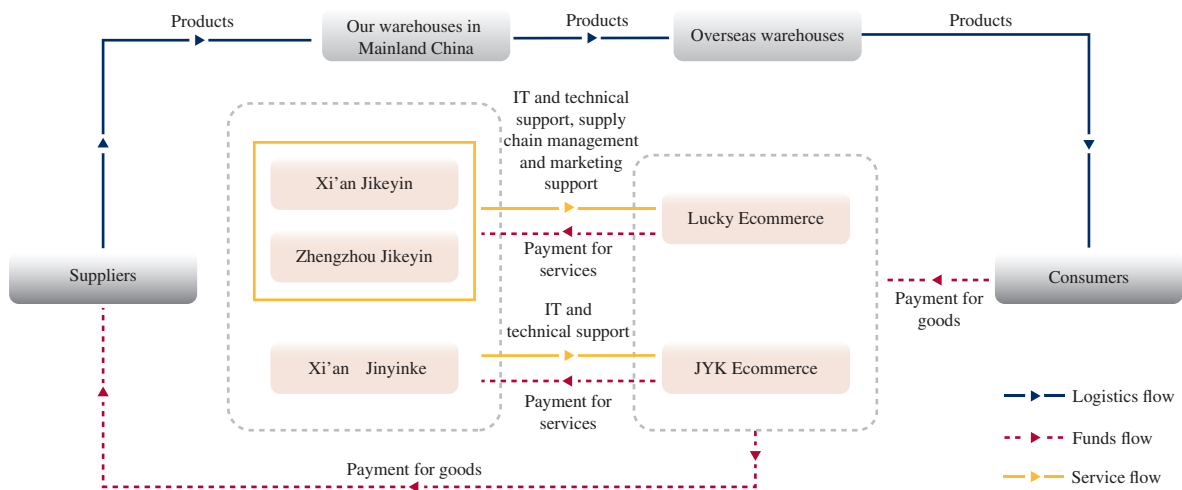 Products
Products
Products
Our warehouses in
Mainland China
Overseas warehouses
IT and technical
support, supply
chain management
and marketing
support
Xi’an Jikeyin
Lucky Ecommerce
Zhengzhou Jikeyin
Payment for
services
Suppliers
Consumers
Payment for
goods
IT and
technical support
Xi’an Jinyinke
JYK Ecommerce
Payment for
services
Logistics flow
Funds flow
Payment for goods
Service flow